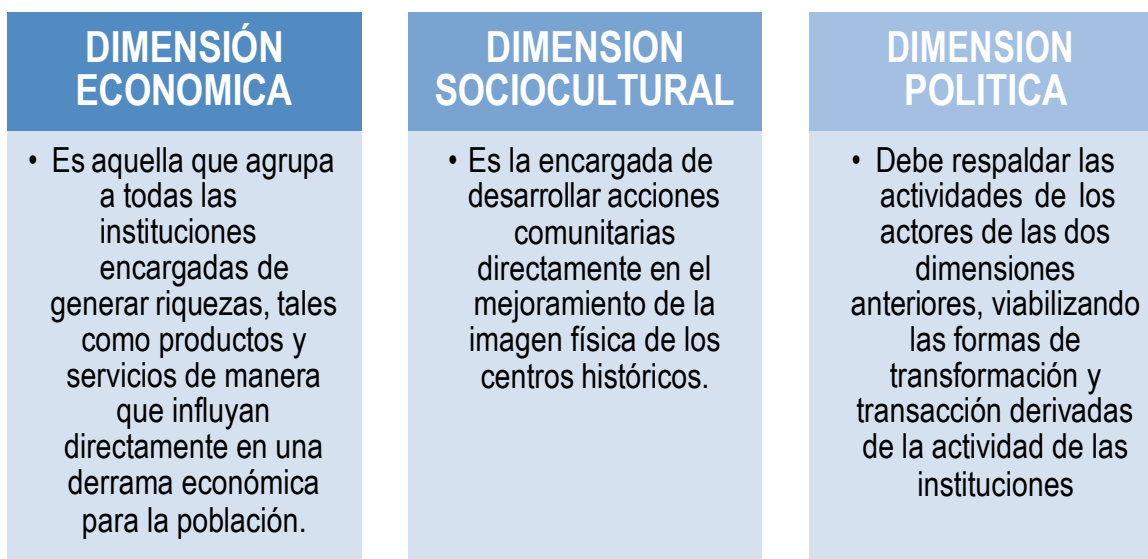 DIMENSIÓN
ECONOMICA
• Es aquella que agrupa
a todas las
instituciones
encargadas de
generar riquezas, tales
como productos y
servicios de manera
que influyan
directamente en una
derrama económica
para la población.
DIMENSION
SOCIOCULTURAL
• Es la encargada de
desarrollar acciones
comunitarias
directamente en el
mejoramiento de la
imagen física de los
centros históricos.
DIMENSION
POLITICA
• Debe respaldar las
actividades de los
actores de las dos
dimensiones
anteriores, viabilizando
las formas de
transformación y
transacción derivadas
de la actividad de las
instituciones